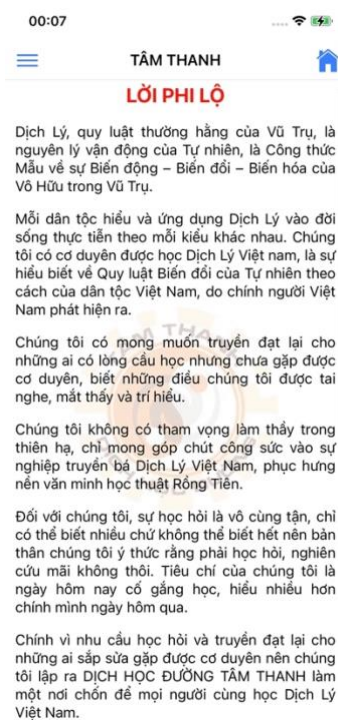 00:07
TÂM THANH
LỜI PHI LỘ
Dịch Lý, quy luật thường hằng của Vũ Trụ, là
nguyên lý vận động của Tự nhiên, là Công thức
Mẫu về sự Biến động – Biến đổi – Biến hóa của
Vô Hữu trong Vũ Trụ.
Mỗi dân tộc hiểu và ứng dụng Dịch Lý vào đời
sống thực tiễn theo mỗi kiểu khác nhau. Chúng
tôi có cơ duyên được học Dịch Lý Việt nam, là sự
hiểu biết về Quy luật Biến đổi của Tự nhiên theo
cách của dân tộc Việt Nam, do chính người Việt
Nam phát hiện ra.
Chúng tôi có mong muốn truyền đạt lại cho
những ai có lòng cầu học nhưng chưa gặp được
cơ duyên, biết những điều chúng tôi được tai
nghe, mắt thấy và trí hiểu.
Chúng tôi không có tham vọng làm thầy trong
thiên hạ, chỉ mong góp chút công sức vào sự
nghiệp truyền bá Dịch Lý Việt Nam, phục hưng
nền văn minh học thuật Rồng Tiên.
Đối với chúng tôi, sự học hỏi là vô cùng tận, chỉ
có thể biết nhiều chứ không thể biết hết nên bản
thân chúng tôi ý thức rằng phải học hỏi, nghiên
cứu mãi không thôi. Tiêu chí của chúng tôi là
ngày hôm nay cố gắng học, hiểu nhiều hơn
chính mình ngày hôm qua.
Chính vì nhu cầu học hỏi và truyền đạt lại cho
những ai sắp sửa gặp được cơ duyên nên chúng
tôi lập ra DỊCH HỌC ĐƯỜNG TÂM THANH làm
một nơi chốn để mọi người cùng học Dịch Lý
Việt Nam.